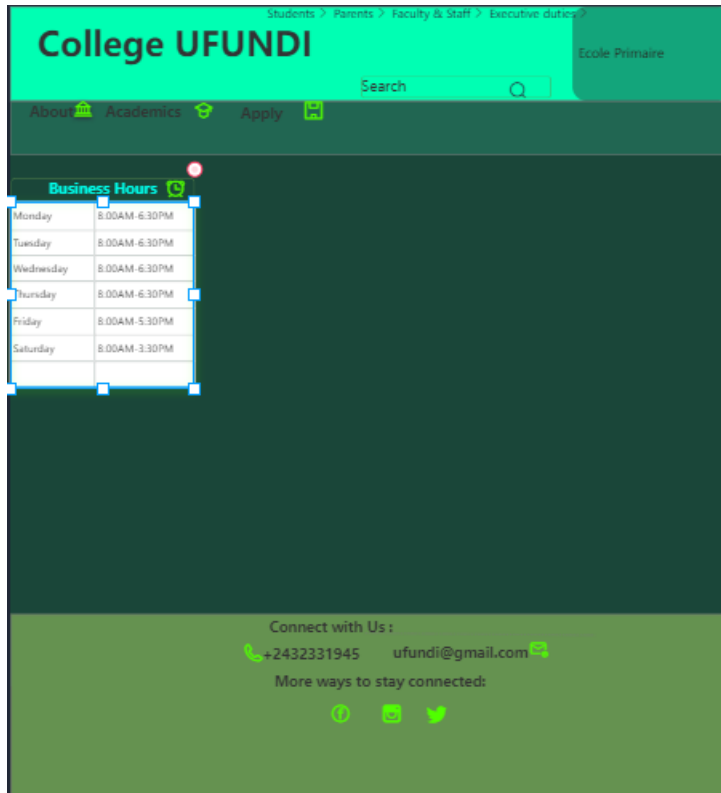 Students > Parents > Faculty & Staff > Executive duties >
College UFUNDI
Ecole Primaire
Search
About Academics Apply
Business Hours
Monday 8:00AM-6:30PM
Tuesday 8:00AM-6:30PM
Wednesday 8:00AM-6:30PM
Thursday 8:00AM-6:30PM
Friday 8:00AM-5:30PM
Saturday 8:00AM-3:30PM
Connect with Us :
+2432331945 ufundi@gmail.com
More ways to stay connected: